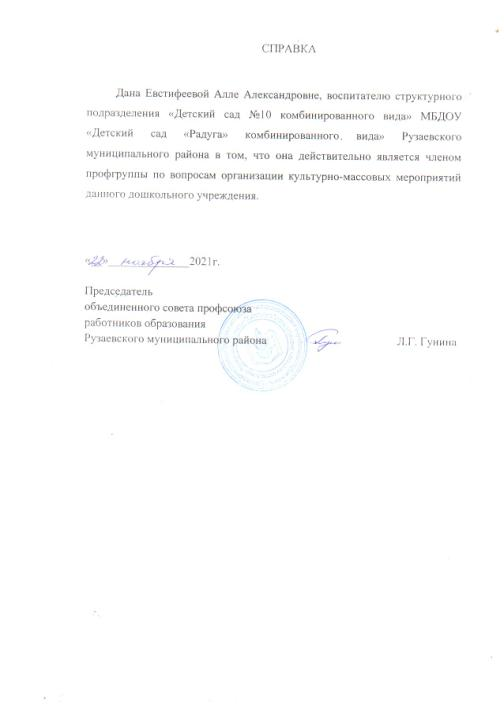 СПРАВКА
Дана Евстифеевой Алле Александровне, воспитателю структурного
подразделения «Детский сад №10 комбинированного вида» МБДОУ
«Детский сад «Радуга» комбинированного вида» Рузаевского
муниципального района в том, что она действительно является членом
профгруппы по вопросам организации культурно-массовых мероприятий
данного дошкольного учреждения.
«22» ноября 2021г.
Председатель
объединенного совета профсоюза
работников образования
Рузаевского муниципального района Л.Г. Гунина